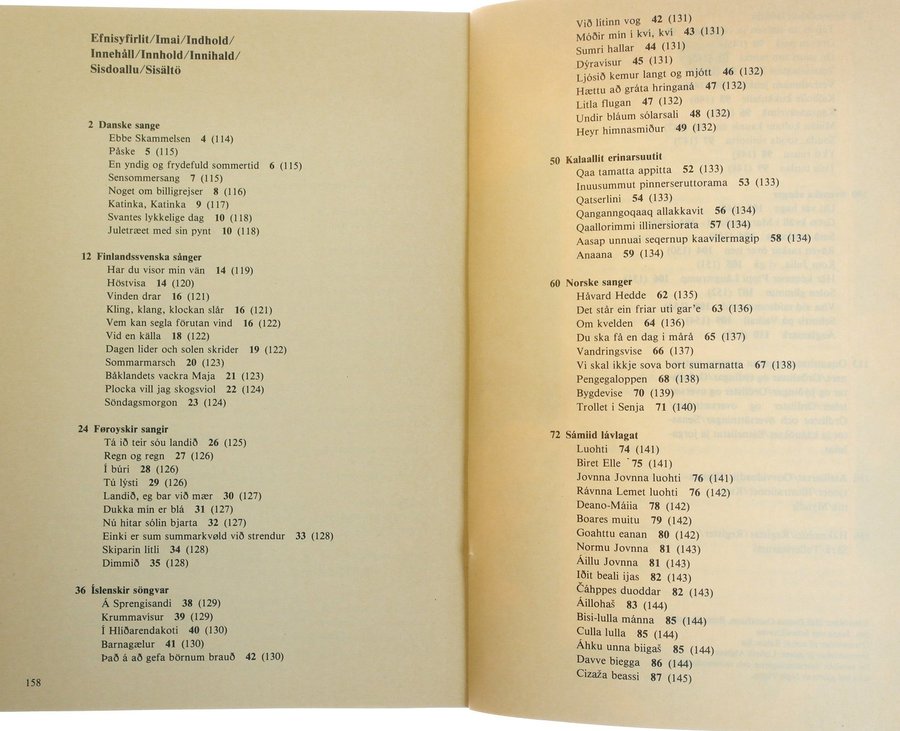 Efnisyfirlit/Imai/Indhold/
Innehåll/Innhold/Innihald/
Sisdoallu/Sisältö
2 Danske sange
Ebbe Skammelsen 4 (114)
Påske 5 (115)
En yndig og frydefuld sommertid 6 (115)
Sensommersang 7 (115)
Noget om billigrejser 8 (116)
Katinka, Katinka 9 (117)
Svantes lykkelige dag 10 (118)
Juletræet med sin pynt 10 (118)
12 Finlandssvenska sånger
Har du visor min vän 14 (119)
Höstvisa 14 (120)
Vinden drar 16 (121)
Kling, klang, klockan slår 16 (121)
Vem kan segla förutan vind 16 (122)
Vid en källa 18 (122)
Dagen lider och solen skrider 19 (122)
Sommarmarsch 20 (123)
Båklandets vackra Maja 21 (123)
Plocka vill jag skogsviol 22 (124)
Söndagsmorgon 23 (124)
24 Føroyskir sangir
Tá ið teir sóu landið 26 (125)
Regn og regn 27 (126)
Í búri 28 (126)
Tú lýsti 29 (126)
Landið, eg bar við mær 30 (127)
Dukka mín er blá 31 (127)
Nú hitar sólin bjarta 32 (127)
Einki er sum summarkvøld við strendur 33 (128)
Skiparin litli 34 (128)
Dimmið 35 (128)
36 Íslenskir söngvar
Á Sprengisandi 38 (129)
Krummavísur 39 (129)
Í Hlíðarendakoti 40 (130)
Barnagælur 41 (130)
Það á að gefa börnum brauð 42 (130)
158
Við lítinn vog 42 (131)
Móðir mín í kví, kví 43 (131)
Sumri hallar 44 (131)
Dýravísur 45 (131)
Ljósið kemur langt og mjótt 46 (132)
Hættu að gráta hringaná 47 (132)
Litla flugan 47 (132)
Undir bláum sólarsali 48 (132)
Heyr himnasmiður 49 (132)
50 Kalaallit erinarsuutit
Qaa tamatta appitta 52 (133)
Inuusummut pinnerseruttorama 53 (133)
Qatserlini 54 (133)
Qanganngoqaaq allakkavit 56 (134)
Qaallorimmi illinersiorata 57 (134)
Aasap unnuai seqernup kaavilermagip 58 (134)
Anaana 59 (134)
60 Norske sanger
Håvard Hedde 62 (135)
Det står ein friar uti gar'e 63 (136)
Om kvelden 64 (136)
Du ska få en dag i mårå 65 (137)
Vandringsvise 66 (137)
Vi skal ikkje sova bort sumarnatta 67 (138)
Pengegaloppen 68 (138)
Bygdevise 70 (139)
Trollet i Senja 71 (140)
72 Sámiid lávlagat
Luohti 74 (141)
Biret Elle 75 (141)
Jovnna Jovnna luohti 76 (141)
Rávnna Lemet luohti 76 (142)
Deano-Máiia 78 (142)
Boares muitu 79 (142)
Goahttu eanan 80 (142)
Normu Jovnna 81 (143)
Áillu Jovnna 81 (143)
Iđit beali ijas 82 (143)
Čáhppes duoddar 82 (143)
Áillohaš 83 (144)
Bisi-lulla mánna 85 (144)
Culla lulla 85 (144)
Áhku unna biigaš 85 (144)
Davve biegga 86 (144)
Cizaža beassi 87 (145)